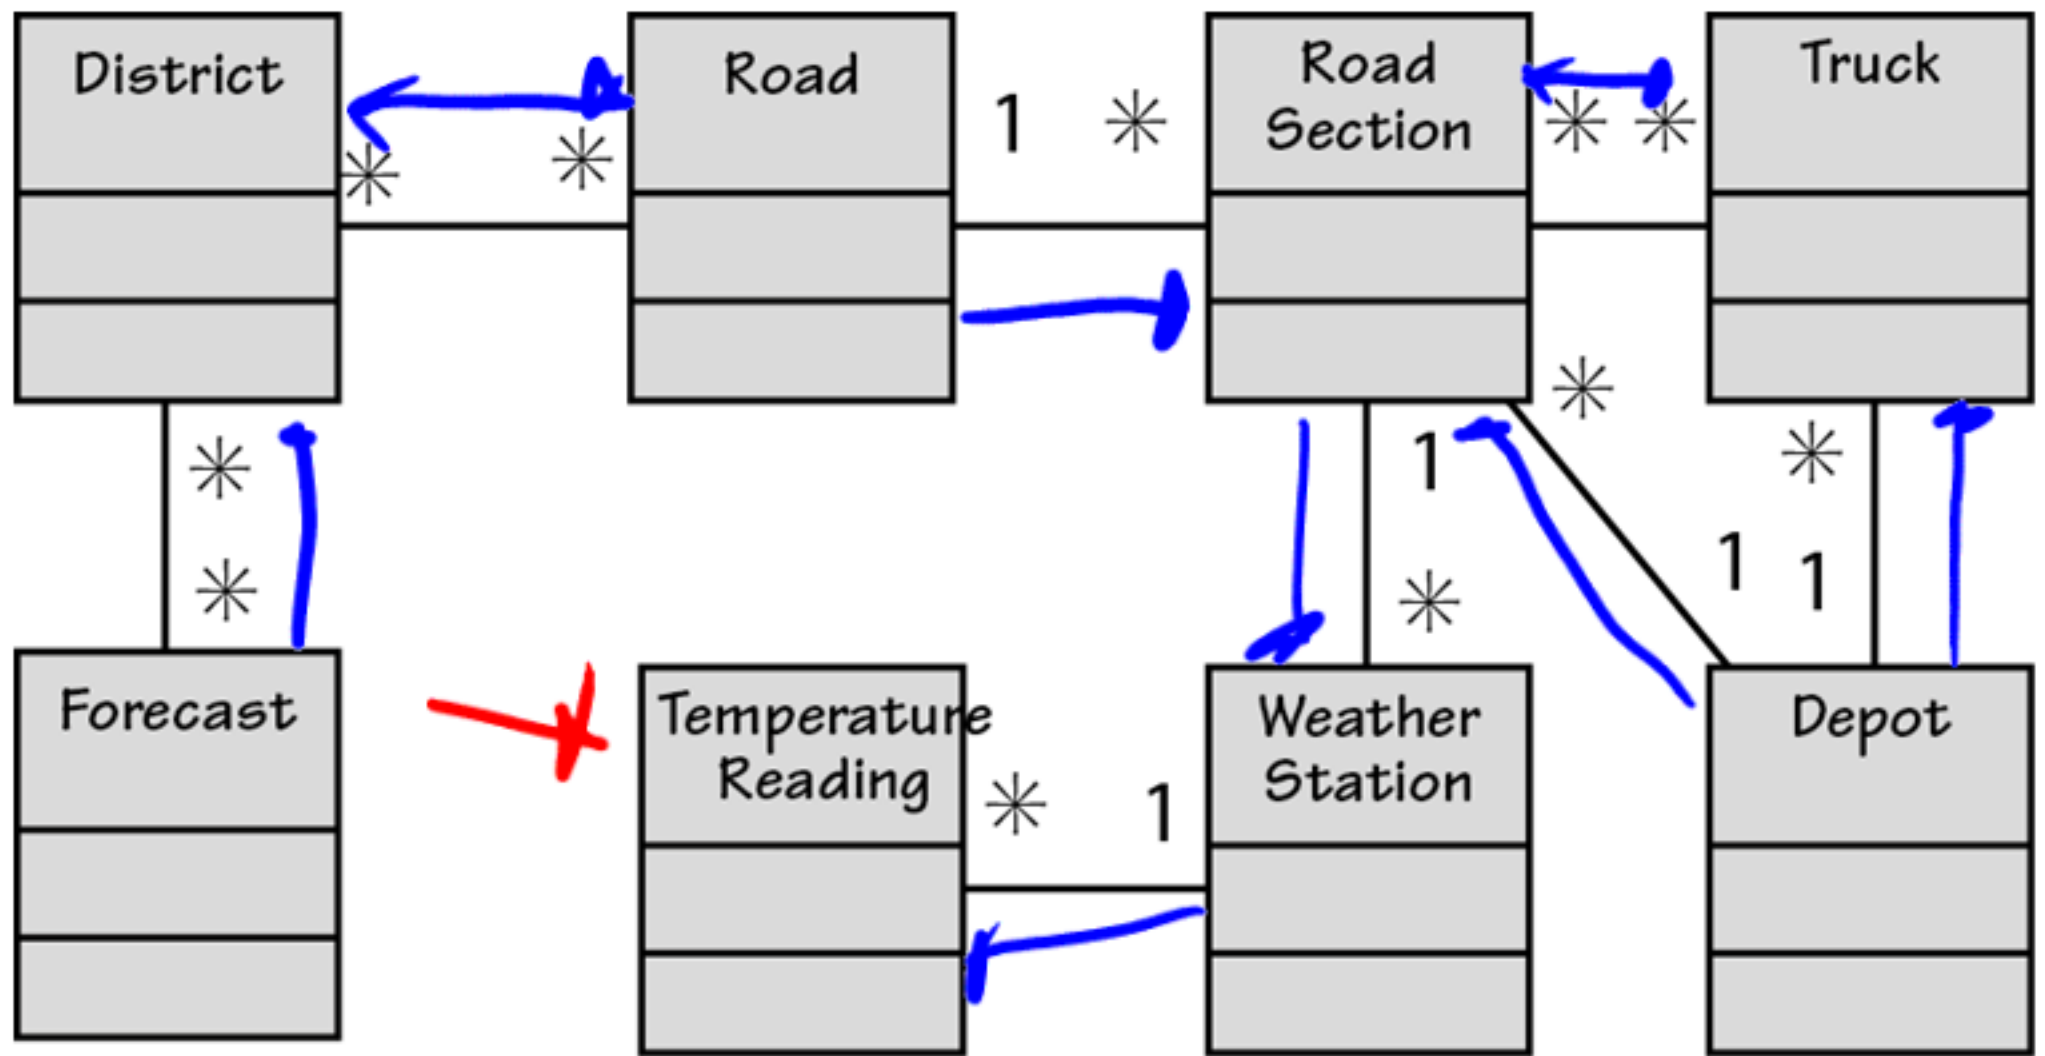 District
Road
1 *
Road
Section
* *
Truck
* *
*
* 1 *
*
1 1
*
Forecast
Temperature
Reading
* 1
Weather
Station
Depot